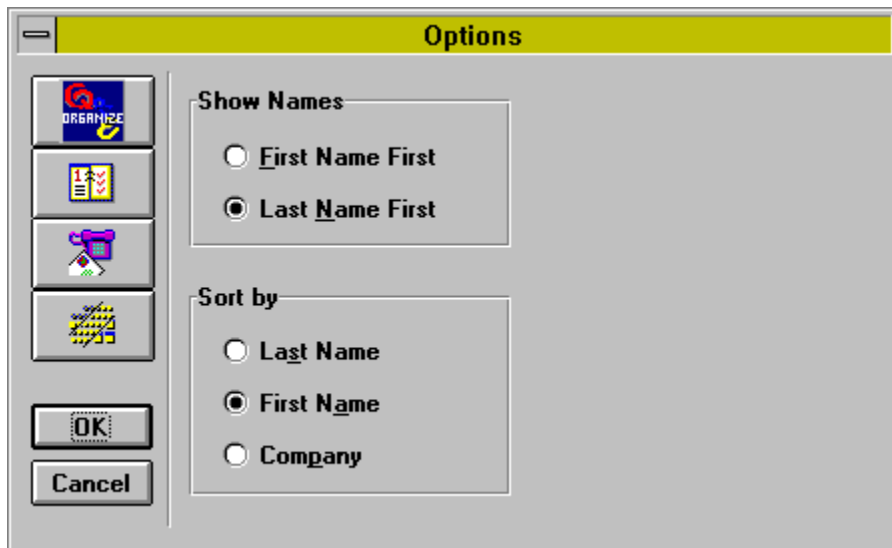 Options
ORGANIZE
Show Names
First Name First
Last Name First
Sort by
Last Name
First Name
Company
OK
Cancel